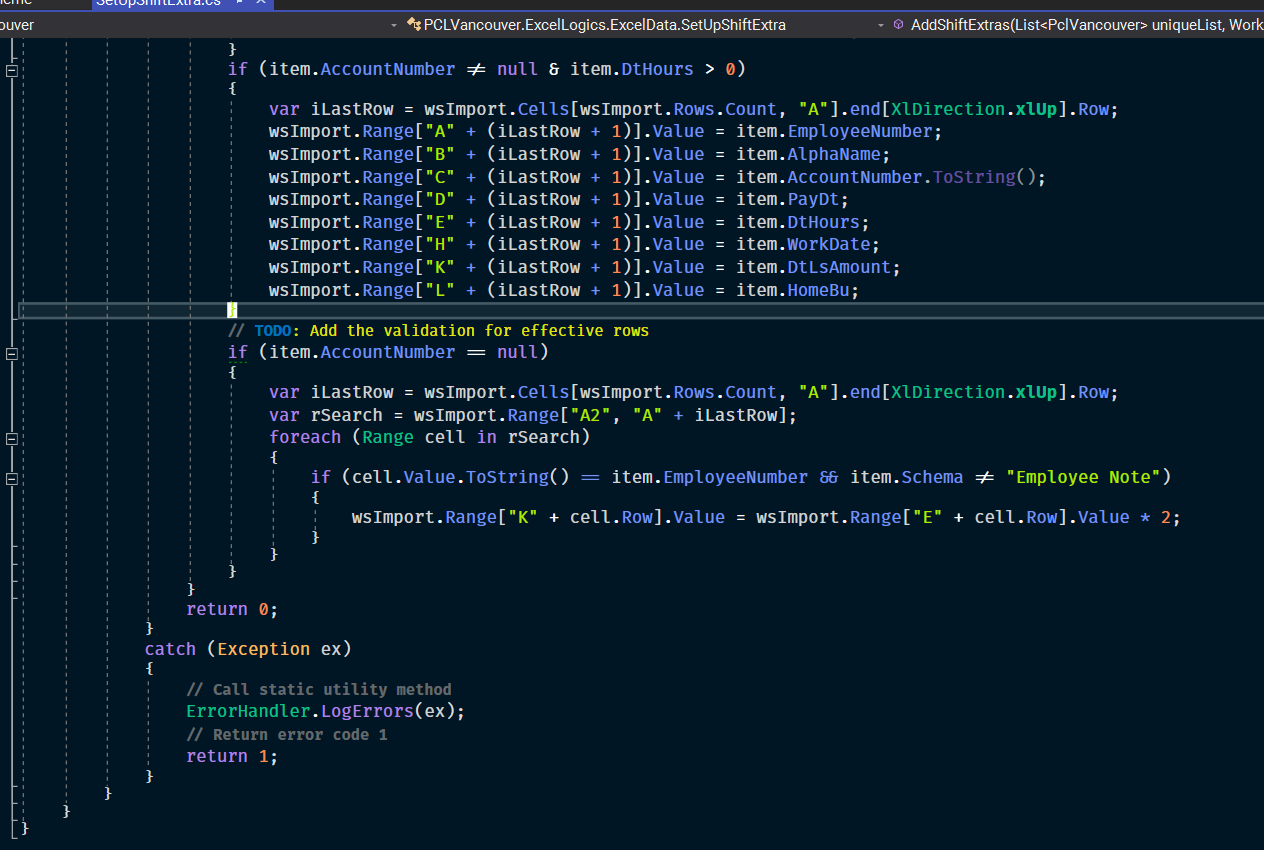 SetUpShiftExtra.cs
ouver PCLVancouver.ExcelLogics.ExcelData.SetUpShiftExtra AddShiftExtras(List<PclVancouver> uniqueList, Work
}
if (item.AccountNumber != null & item.DtHours > 0)
{
var iLastRow = wsImport.Cells[wsImport.Rows.Count, "A"].end[XlDirection.xlUp].Row;
wsImport.Range["A" + (iLastRow + 1)].Value = item.EmployeeNumber;
wsImport.Range["B" + (iLastRow + 1)].Value = item.AlphaName;
wsImport.Range["C" + (iLastRow + 1)].Value = item.AccountNumber.ToString();
wsImport.Range["D" + (iLastRow + 1)].Value = item.PayDt;
wsImport.Range["E" + (iLastRow + 1)].Value = item.DtHours;
wsImport.Range["H" + (iLastRow + 1)].Value = item.WorkDate;
wsImport.Range["K" + (iLastRow + 1)].Value = item.DtLsAmount;
wsImport.Range["L" + (iLastRow + 1)].Value = item.HomeBu;
}
// TODO: Add the validation for effective rows
if (item.AccountNumber == null)
{
var iLastRow = wsImport.Cells[wsImport.Rows.Count, "A"].end[XlDirection.xlUp].Row;
var rSearch = wsImport.Range["A2", "A" + iLastRow];
foreach (Range cell in rSearch)
{
if (cell.Value.ToString() == item.EmployeeNumber && item.Schema != "Employee Note")
{
wsImport.Range["K" + cell.Row].Value = wsImport.Range["E" + cell.Row].Value * 2;
}
}
}
}
return 0;
}
catch (Exception ex)
{
// Call static utility method
ErrorHandler.LogErrors(ex);
// Return error code 1
return 1;
}
}
}
}